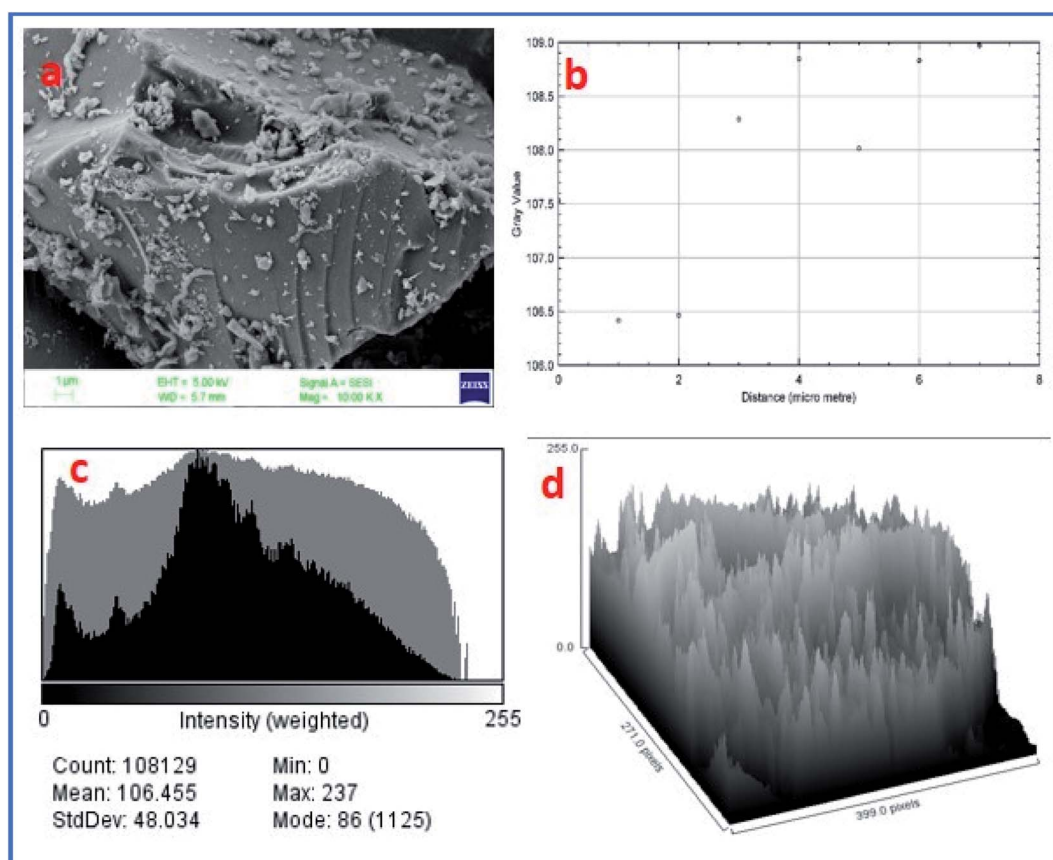 a
1 µm
EHT = 5.00 kV
Signal A = SESI
WD = 5.7 mm
Mag = 10.00 K X
ZEISS
b
109.0
108.5
108.0
107.5
107.0
106.5
106.0
Gray Value
0
2
4
6
8
Distance (micro metre)
c
0
Intensity (weighted)
255
Count: 108129
Min: 0
Mean: 106.455
Max: 237
StdDev: 48.034
Mode: 86 (1125)
d
255.0
0.0
271.0 pixels
399.0 pixels